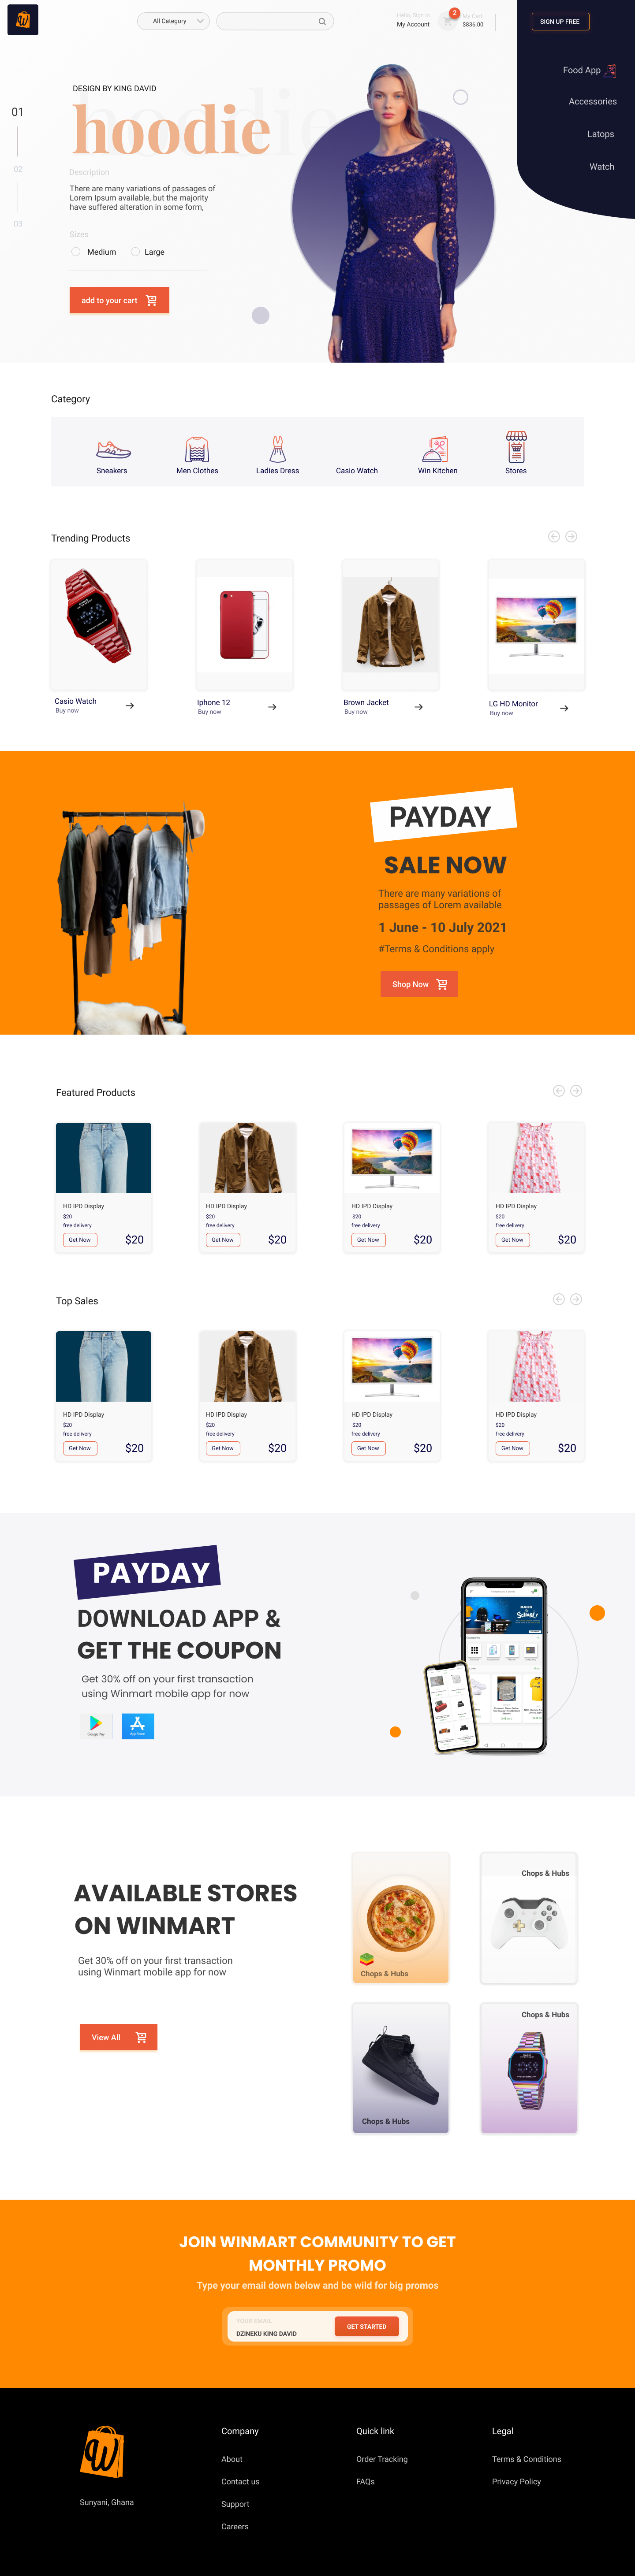 All Category
Hello, Sign in
My Account
2
My Cart
$836.00
SIGN UP FREE
Food App
Accessories
Latops
Watch
01
02
03
DESIGN BY KING DAVID
hoodie
hoodie
Description
There are many variations of passages of
Lorem Ipsum available, but the majority
have suffered alteration in some form,
Sizes
Medium
Large
add to your cart
Category
Sneakers
Men Clothes
Ladies Dress
Casio Watch
Win Kitchen
Stores
Trending Products
Casio Watch
Buy now
Iphone 12
Buy now
Brown Jacket
Buy now
LG HD Monitor
Buy now
PAYDAY
SALE NOW
There are many variations of
passages of Lorem available
1 June - 10 July 2021
#Terms & Conditions apply
Shop Now
Featured Products
HD IPD Display
$20
free delivery
Get Now
$20
HD IPD Display
$20
free delivery
Get Now
$20
HD IPD Display
$20
free delivery
Get Now
$20
HD IPD Display
$20
free delivery
Get Now
$20
Top Sales
HD IPD Display
$20
free delivery
Get Now
$20
HD IPD Display
$20
free delivery
Get Now
$20
HD IPD Display
$20
free delivery
Get Now
$20
HD IPD Display
$20
free delivery
Get Now
$20
PAYDAY
DOWNLOAD APP &
GET THE COUPON
Get 30% off on your first transaction
using Winmart mobile app for now
Google Play
App Store
BACK
SCHOOL!
AVAILABLE STORES
ON WINMART
Get 30% off on your first transaction
using Winmart mobile app for now
View All
Chops & Hubs
Chops & Hubs
Chops & Hubs
Chops & Hubs
JOIN WINMART COMMUNITY TO GET
MONTHLY PROMO
Type your email down below and be wild for big promos
YOUR EMAIL
DZINEKU KING DAVID
GET STARTED
W
Sunyani, Ghana
Company
About
Contact us
Support
Careers
Quick link
Order Tracking
FAQs
Legal
Terms & Conditions
Privacy Policy